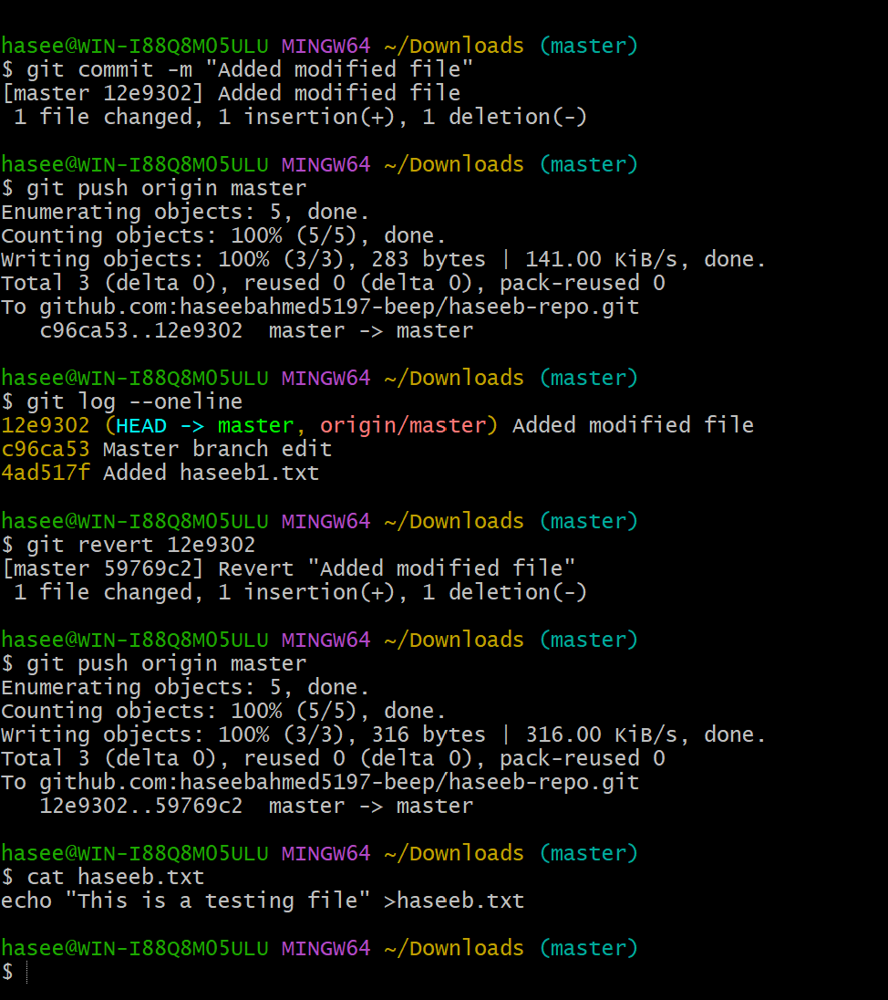 hasee@WIN-I88Q8MO5ULU MINGW64 ~/Downloads (master)
$ git commit -m "Added modified file"
[master 12e9302] Added modified file
 1 file changed, 1 insertion(+), 1 deletion(-)
hasee@WIN-I88Q8MO5ULU MINGW64 ~/Downloads (master)
$ git push origin master
Enumerating objects: 5, done.
Counting objects: 100% (5/5), done.
Writing objects: 100% (3/3), 283 bytes | 141.00 KiB/s, done.
Total 3 (delta 0), reused 0 (delta 0), pack-reused 0
To github.com:haseebahmed5197-beep/haseeb-repo.git
   c96ca53..12e9302  master -> master
hasee@WIN-I88Q8MO5ULU MINGW64 ~/Downloads (master)
$ git log --oneline
12e9302 (HEAD -> master, origin/master) Added modified file
c96ca53 Master branch edit
4ad517f Added haseeb1.txt
hasee@WIN-I88Q8MO5ULU MINGW64 ~/Downloads (master)
$ git revert 12e9302
[master 59769c2] Revert "Added modified file"
 1 file changed, 1 insertion(+), 1 deletion(-)
hasee@WIN-I88Q8MO5ULU MINGW64 ~/Downloads (master)
$ git push origin master
Enumerating objects: 5, done.
Counting objects: 100% (5/5), done.
Writing objects: 100% (3/3), 316 bytes | 316.00 KiB/s, done.
Total 3 (delta 0), reused 0 (delta 0), pack-reused 0
To github.com:haseebahmed5197-beep/haseeb-repo.git
   12e9302..59769c2  master -> master
hasee@WIN-I88Q8MO5ULU MINGW64 ~/Downloads (master)
$ cat haseeb.txt
echo "This is a testing file" >haseeb.txt
hasee@WIN-I88Q8MO5ULU MINGW64 ~/Downloads (master)
$